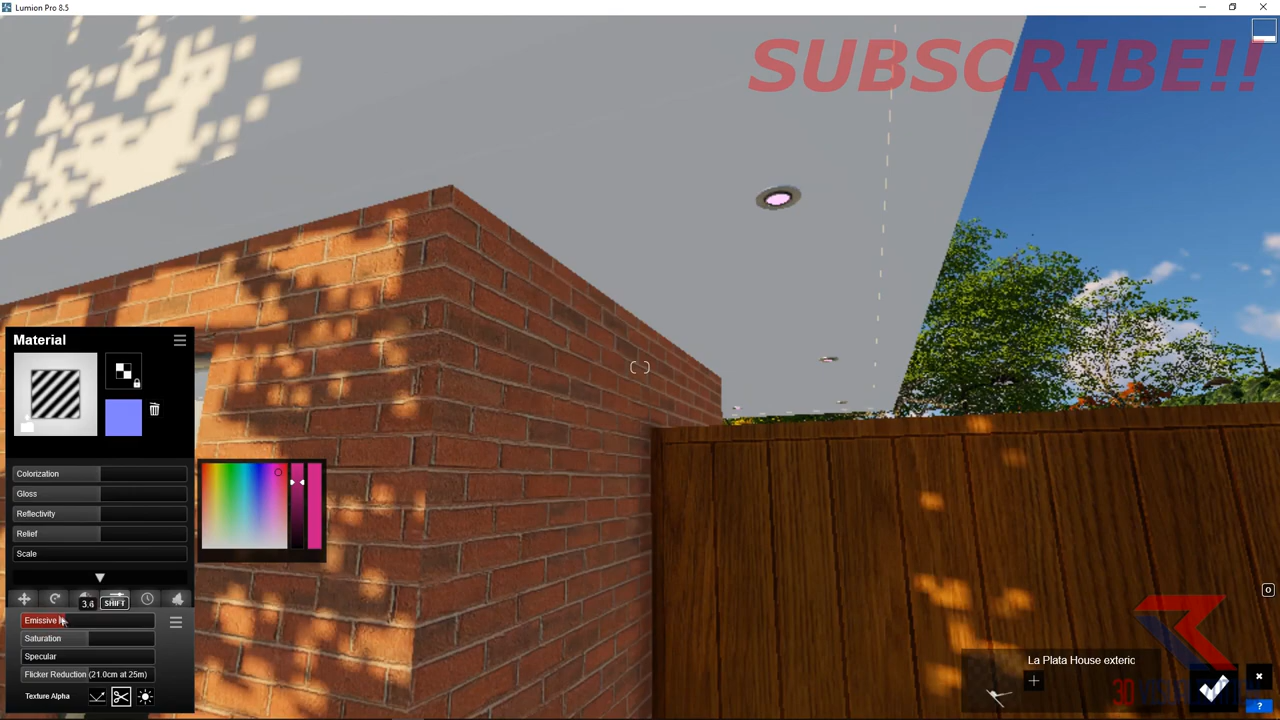 Lumion Pro 8.5
SUBSCRIBE!!
Material
Colorization
Gloss
Reflectivity
Relief
Scale
3.6
SHIFT
Emissive
Saturation
Specular
Flicker Reduction (21.0cm at 25m)
Texture Alpha
O
La Plata House exteric
3D
?